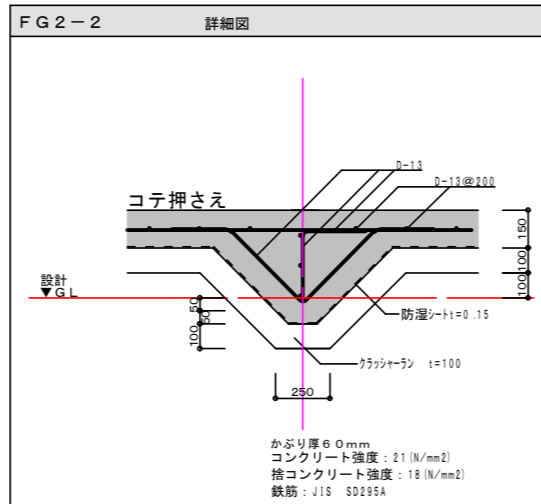 FG2-2 詳細図
D-13
D-13@200
コテ押さえ
150
100
100
設計
▼GL
50
50
100
防湿シートt=0.15
クラッシャーラン t=100
250
かぶり厚60mm
コンクリート強度:21(N/mm2)
捨コンクリート強度:18(N/mm2)
鉄筋:JIS SD295A